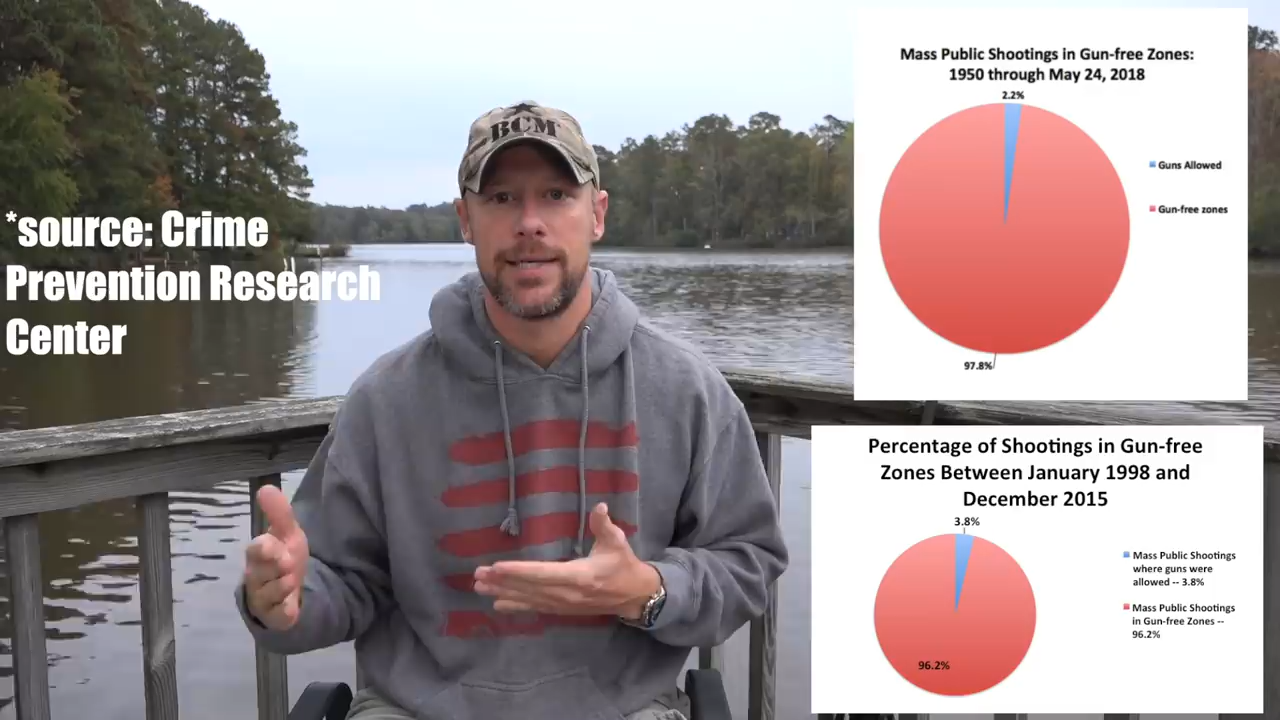 BCM
*source: Crime
Prevention Research
Center
Mass Public Shootings in Gun-free Zones:
1950 through May 24, 2018
2.2%
Guns Allowed
Gun-free zones
97.8%
Percentage of Shootings in Gun-free
Zones Between January 1998 and
December 2015
3.8%
Mass Public Shootings
where guns were
allowed -- 3.8%
Mass Public Shootings
in Gun-free Zones --
96.2%
96.2%